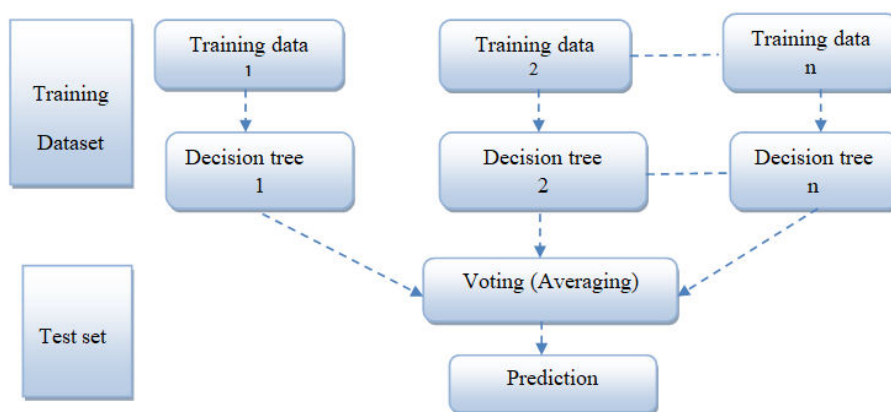 Training
Dataset
Training data
1
Training data
2
Training data
n
Decision tree
1
Decision tree
2
Decision tree
n
Voting (Averaging)
Test set
Prediction